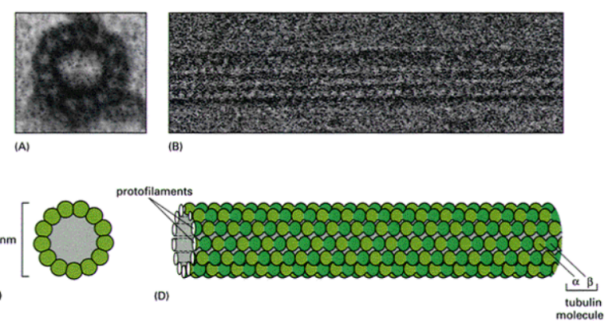 (A)
(B)
protofilaments
nm
)
(D)
α β
tubulin
molecule